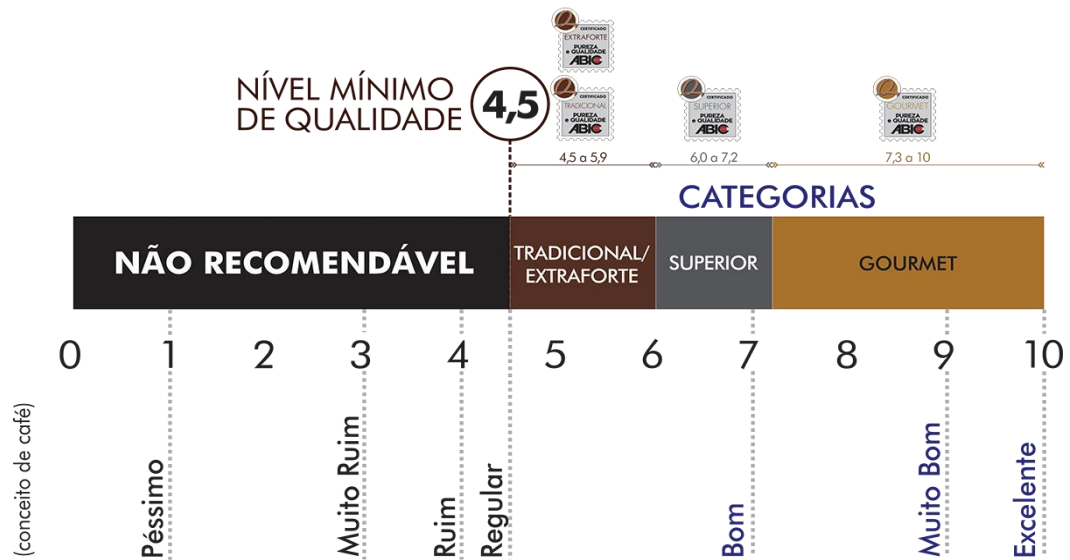 CERTIFICADO
EXTRAFORTE
PUREZA
e QUALIDADE
ABIC
NÍVEL MÍNIMO
DE QUALIDADE
4,5
CERTIFICADO
TRADICIONAL
PUREZA
e QUALIDADE
ABIC
CERTIFICADO
SUPERIOR
PUREZA
e QUALIDADE
ABIC
CERTIFICADO
GOURMET
PUREZA
e QUALIDADE
ABIC
4,5 a 5,9
6,0 a 7,2
7,3 a 10
CATEGORIAS
NÃO RECOMENDÁVEL
TRADICIONAL/
EXTRAFORTE
SUPERIOR
GOURMET
0 1 2 3 4 5 6 7 8 9 10
(conceito de café)
Péssimo
Muito Ruim
Ruim
Regular
Bom
Muito Bom
Excelente